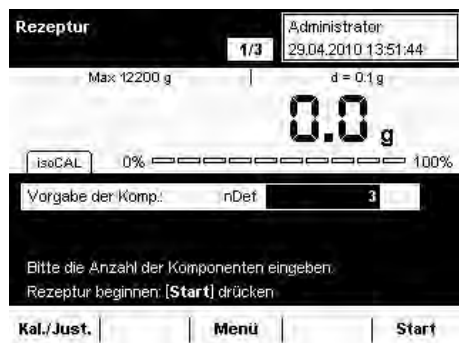 Rezeptur
1/3
Administrator
29.04.2010 13:51:44
Max 12200 g
d = 0.1 g
0.0 g
isoCAL 0% 100%
Vorgabe der Komp.: nDef 3
Bitte die Anzahl der Komponenten eingeben.
Rezeptur beginnen: [Start] drücken
Kal./Just. Menü Start